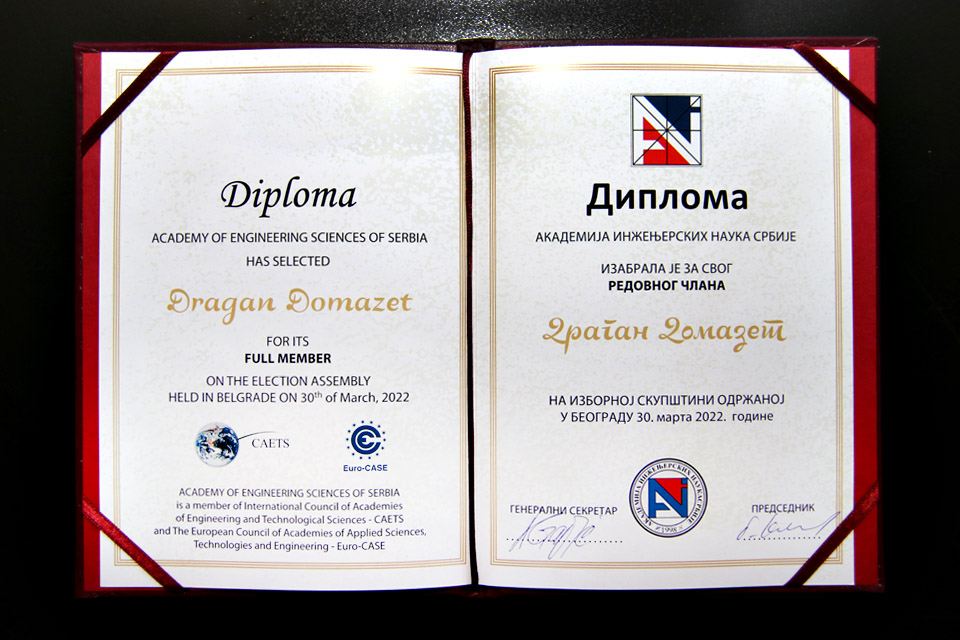 Diploma
ACADEMY OF ENGINEERING SCIENCES OF SERBIA
HAS SELECTED
Dragan Domazet
FOR ITS
FULL MEMBER
ON THE ELECTION ASSEMBLY
HELD IN BELGRADE ON 30th of March, 2022
CAETS
Euro-CASE
ACADEMY OF ENGINEERING SCIENCES OF SERBIA
is a member of International Council of Academies
of Engineering and Technological Sciences - CAETS
and The European Council of Academies of Applied Sciences,
Technologies and Engineering - Euro-CASE
Диплома
АКАДЕМИЈА ИНЖЕЊЕРСКИХ НАУКА СРБИЈЕ
ИЗАБРАЛА ЈЕ ЗА СВОГ
РЕДОВНОГ ЧЛАНА
Драган Домазет
НА ИЗБОРНОЈ СКУПШТИНИ ОДРЖАНОЈ
У БЕОГРАДУ 30. марта 2022. године
АКАДЕМИЈА ИНЖЕЊЕРСКИХ НАУКА СРБИЈЕ
ГЕНЕРАЛНИ СЕКРЕТАР
ПРЕДСЕДНИК